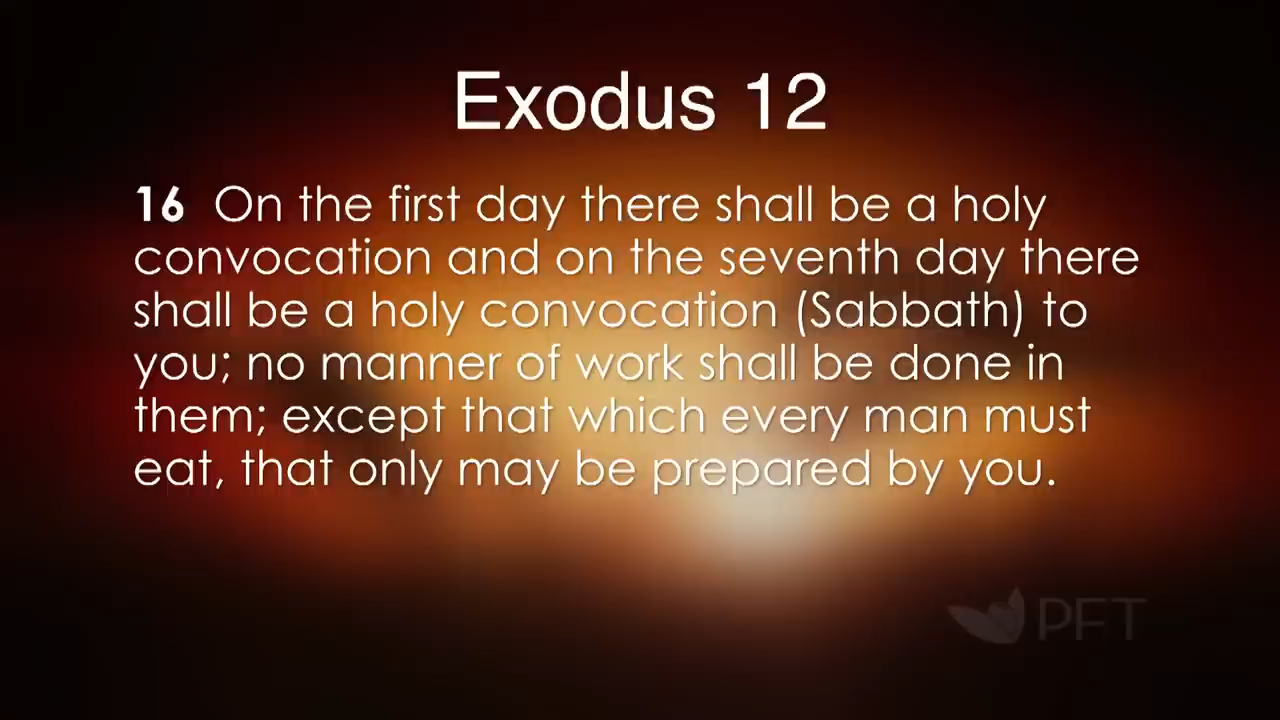 Exodus 12
16 On the first day there shall be a holy
convocation and on the seventh day there
shall be a holy convocation (Sabbath) to
you; no manner of work shall be done in
them; except that which every man must
eat, that only may be prepared by you.
PFT